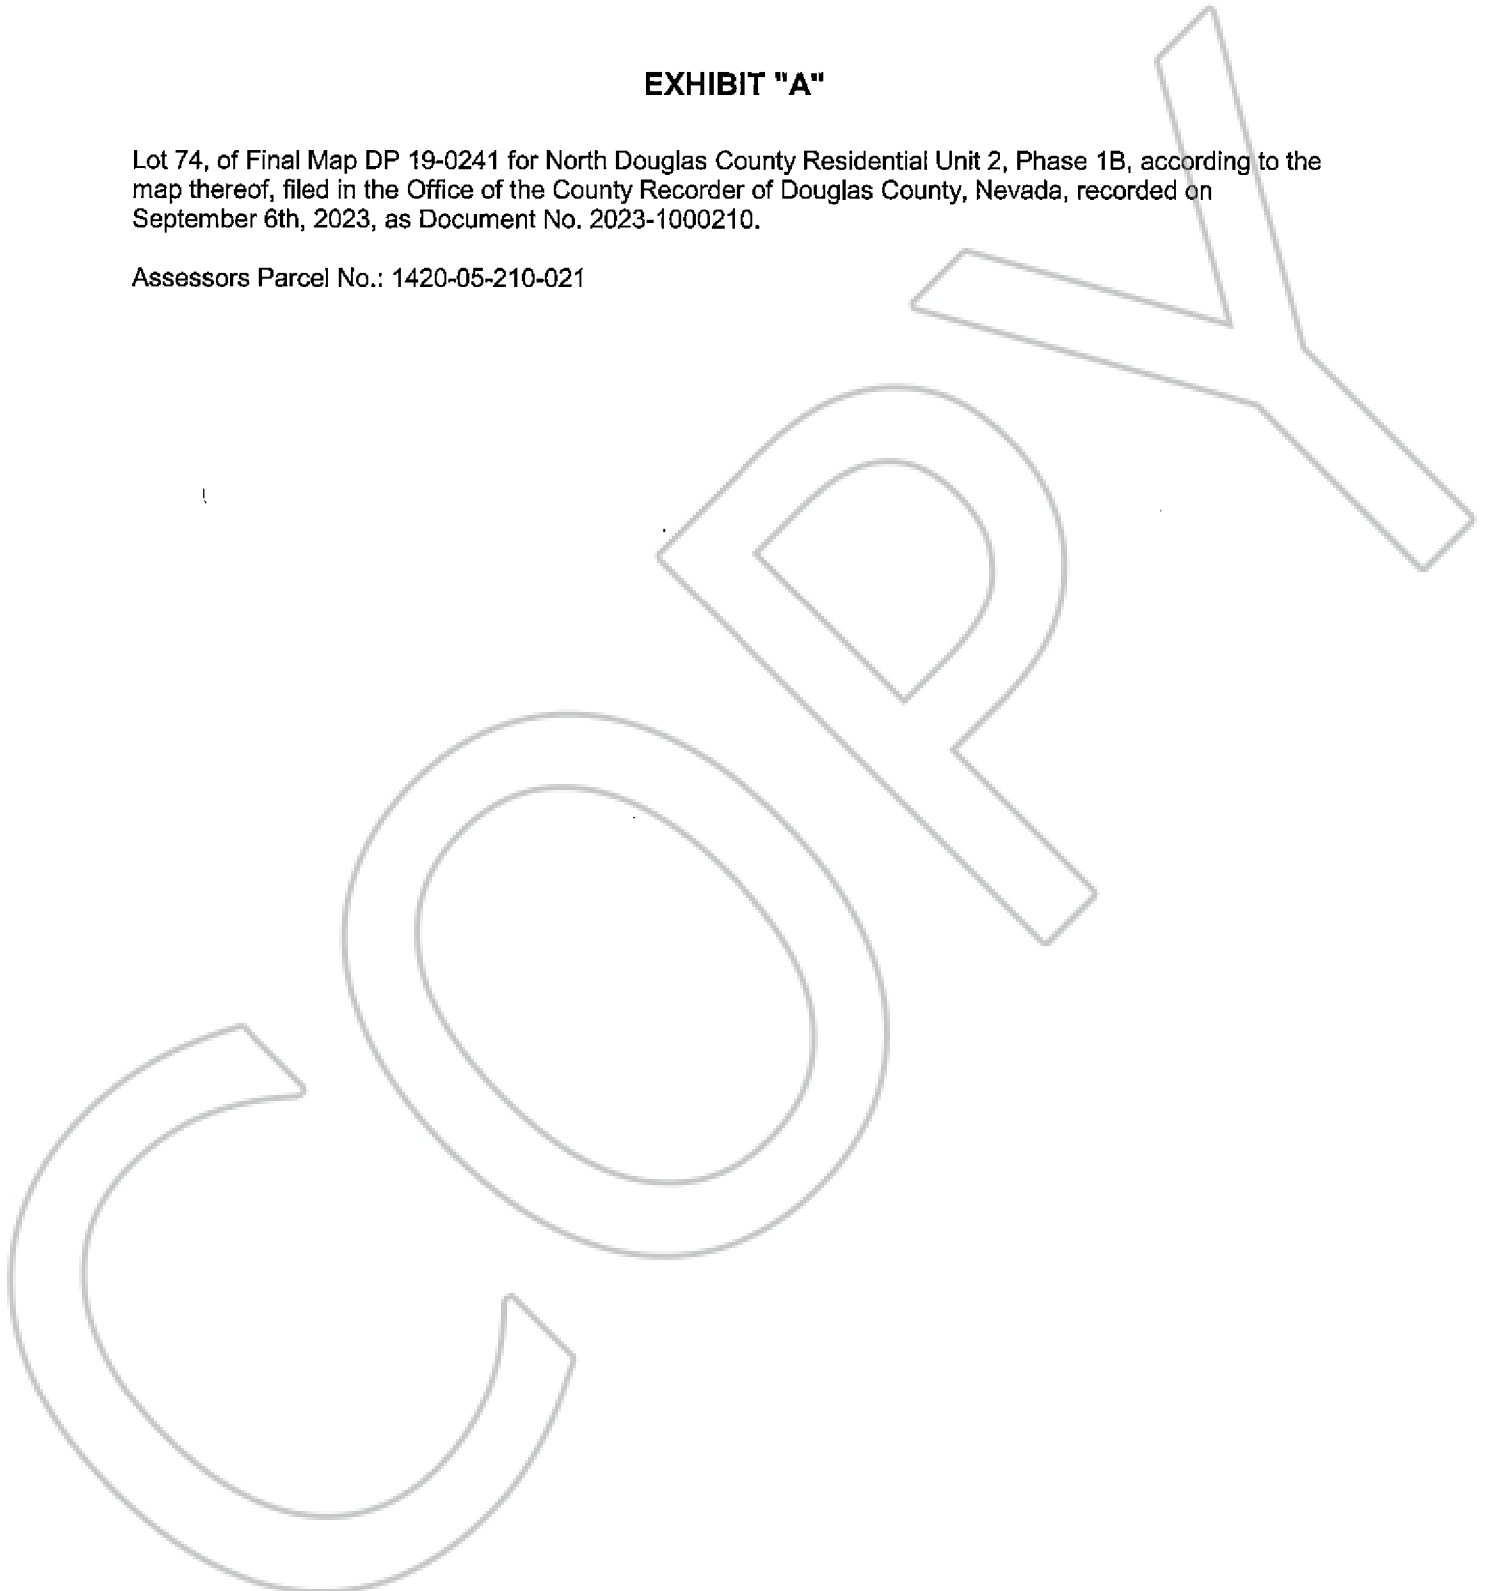 EXHIBIT "A"
Lot 74, of Final Map DP 19-0241 for North Douglas County Residential Unit 2, Phase 1B, according to the
map thereof, filed in the Office of the County Recorder of Douglas County, Nevada, recorded on
September 6th, 2023, as Document No. 2023-1000210.
Assessors Parcel No.: 1420-05-210-021
COPY